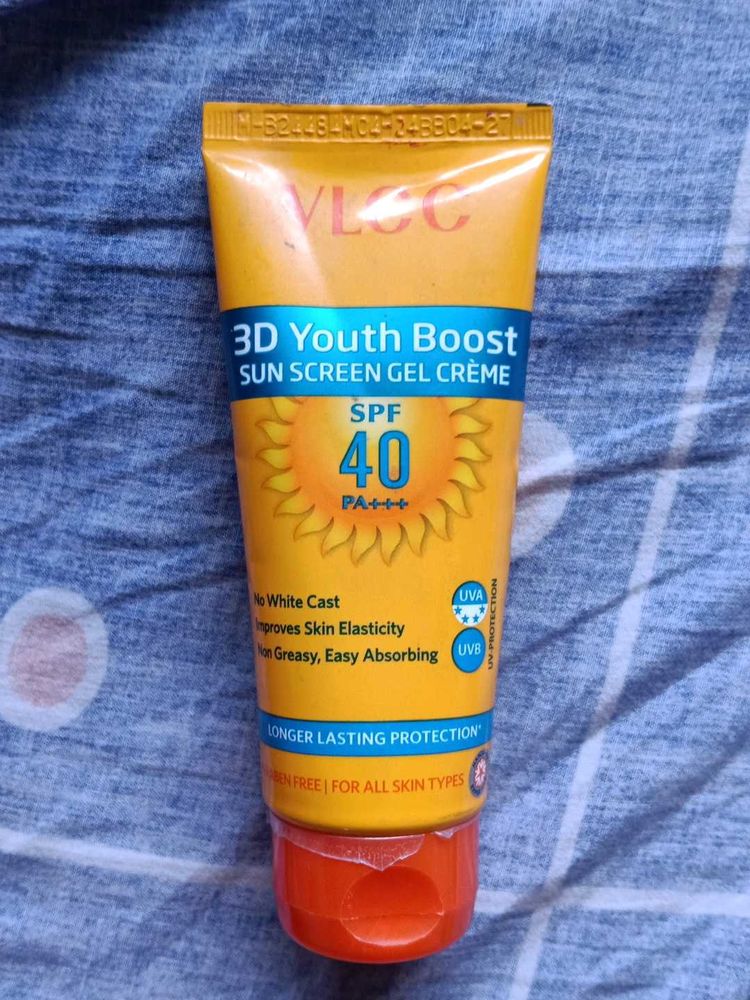 VLCC
3D Youth Boost
SUN SCREEN GEL CRÈME
SPF
40
PA+++
No White Cast
Improves Skin Elasticity
Non Greasy, Easy Absorbing
UVA
UVB
UV-PROTECTION
LONGER LASTING PROTECTION*
FREE | FOR ALL SKIN TYPES